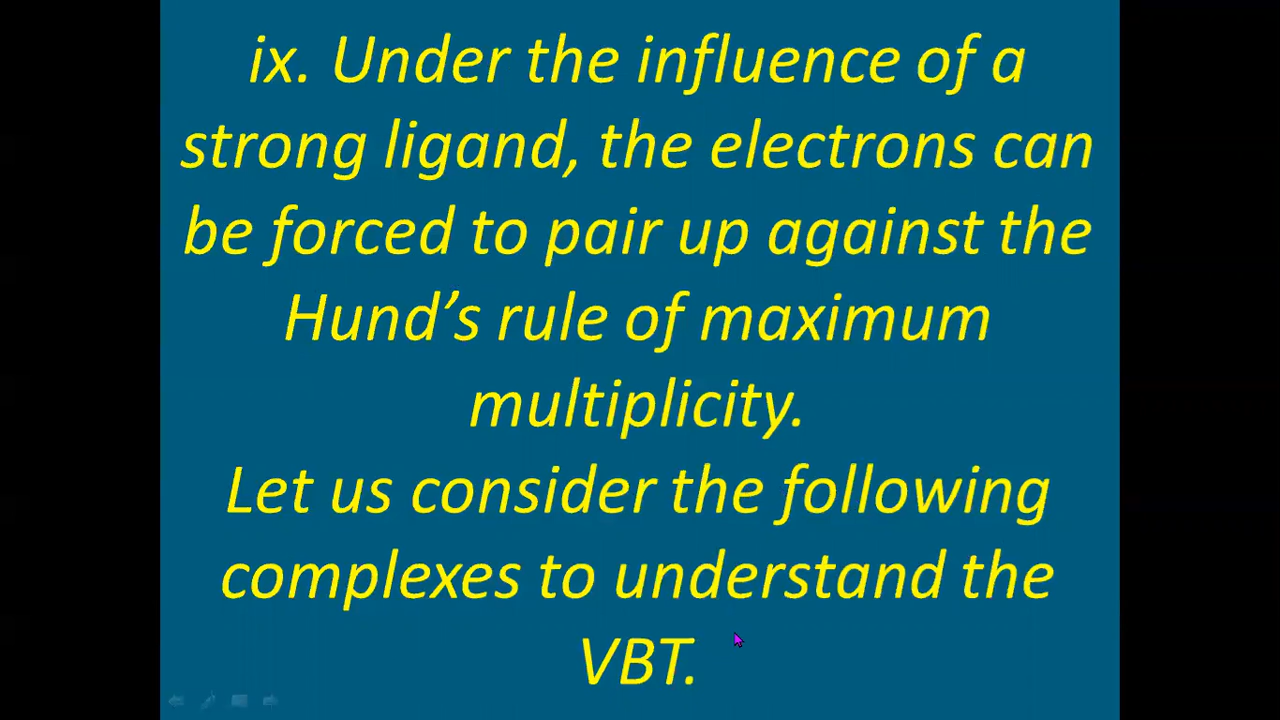 ix. Under the influence of a
strong ligand, the electrons can
be forced to pair up against the
Hund’s rule of maximum
multiplicity.
Let us consider the following
complexes to understand the
VBT.